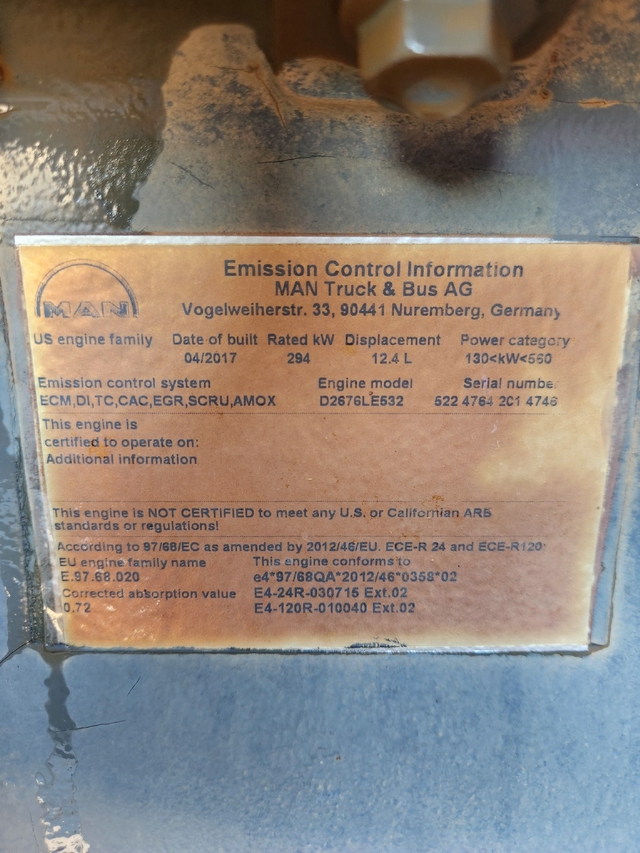 MAN
Emission Control Information
MAN Truck & Bus AG
Vogelweiherstr. 33, 90441 Nuremberg, Germany
US engine family Date of built Rated kW Displacement Power category
04/2017 294 12.4 L 130<kW<560
Emission control system Engine model Serial numbe
ECM,DI,TC,CAC,EGR,SCRU,AMOX D2676LE532 522 4764 2C1 4746
This engine is
certified to operate on:
Additional information
This engine is NOT CERTIFIED to meet any U.S. or Californian ARB
standards or regulations!
According to 97/68/EC as amended by 2012/46/EU. ECE-R 24 and ECE-R120:
EU engine family name This engine conforms to
E.97.68.020 e4*97/68QA*2012/46*0358*02
Corrected absorption value E4-24R-030715 Ext.02
0.72 E4-120R-010040 Ext.02